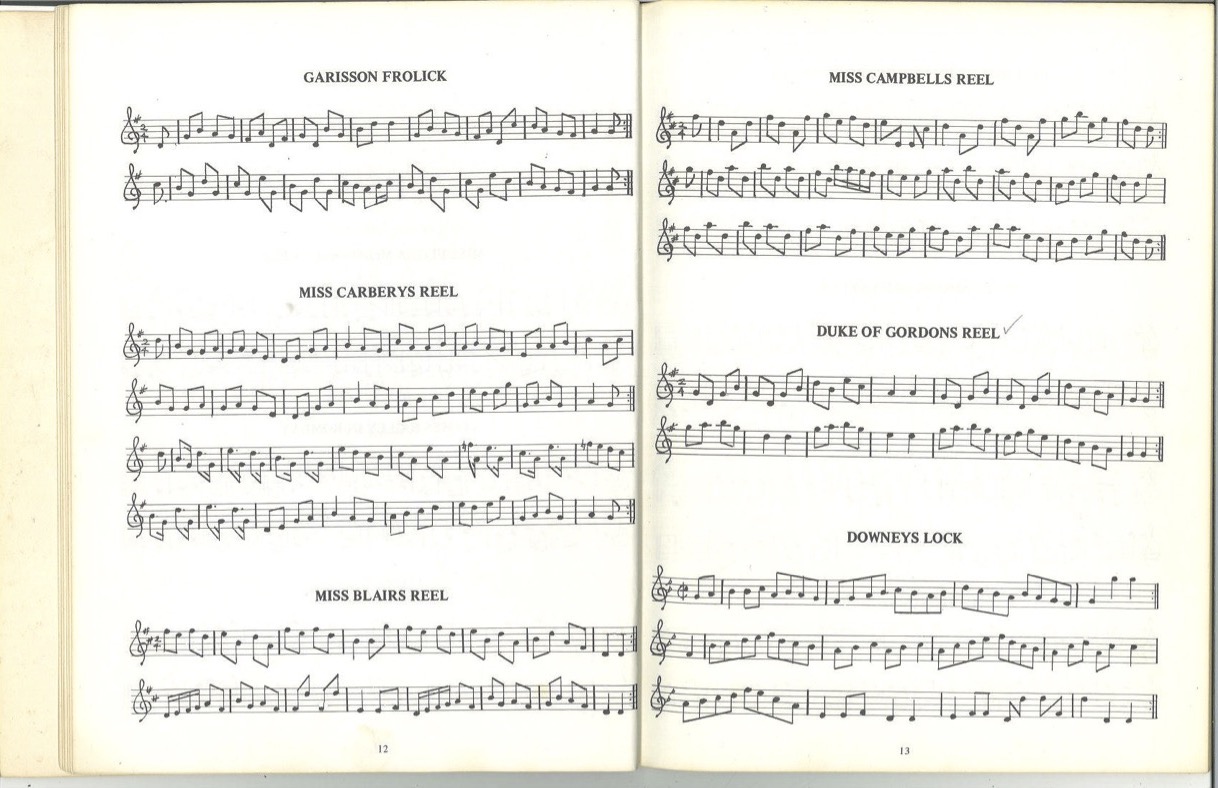 GARISSON FROLICK
MISS CARBERYS REEL
MISS BLAIRS REEL
12
MISS CAMPBELLS REEL
DUKE OF GORDONS REEL
DOWNEYS LOCK
13